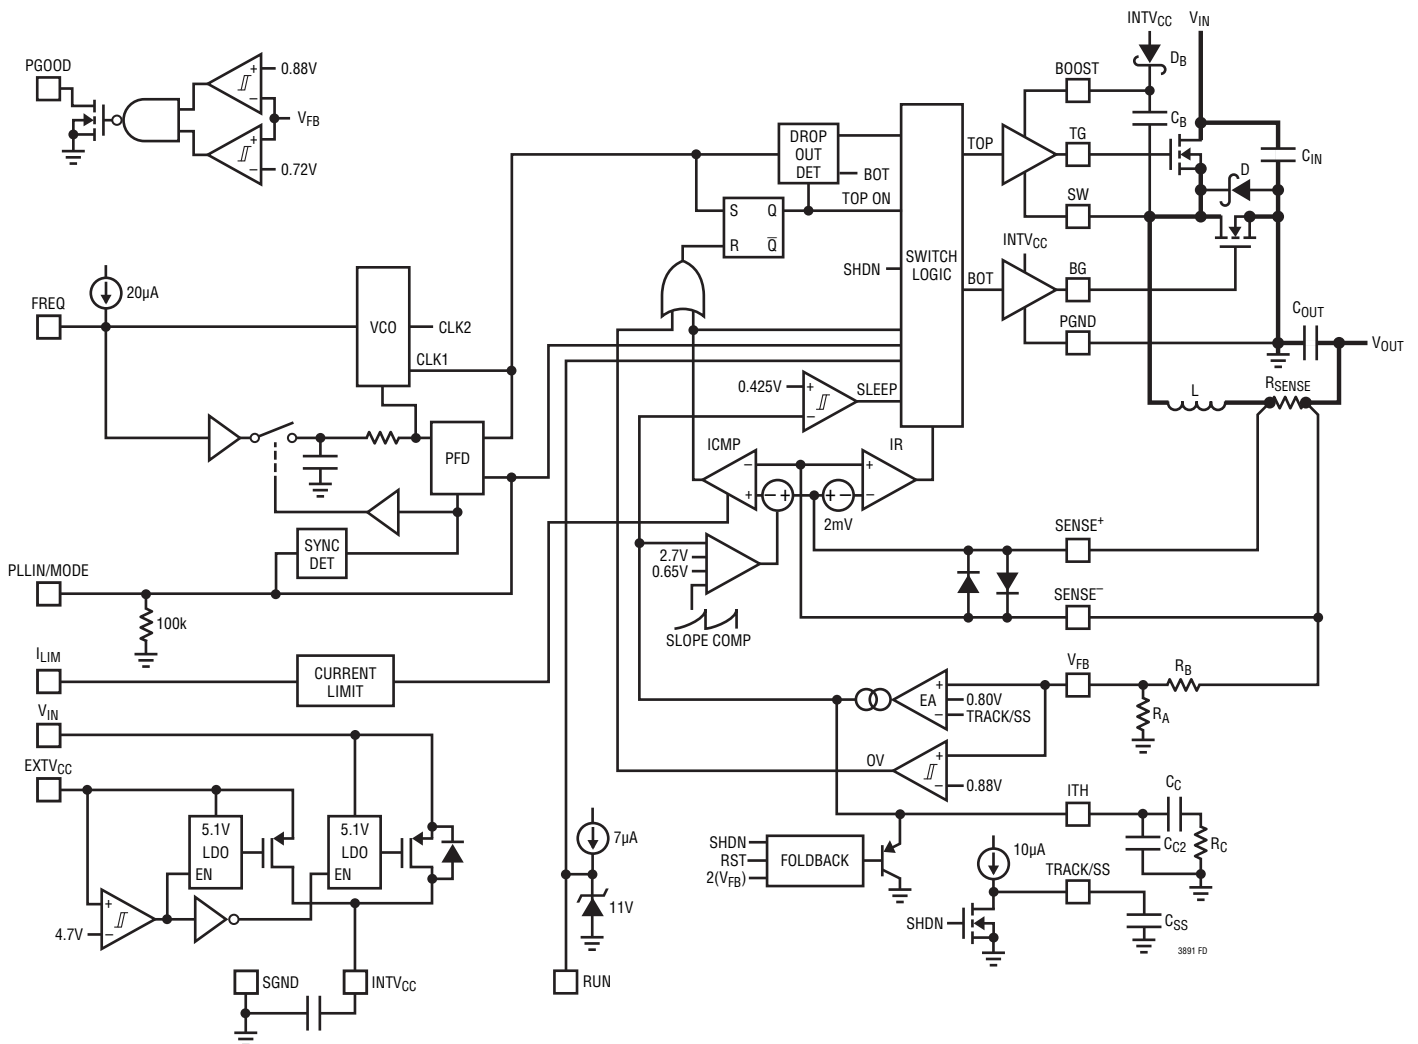 INTVCC
VIN
PGOOD
+
0.88V
−
VFB
+
−
0.72V
DB
BOOST
CB
DROP
OUT
DET
BOT
TOP
TG
CIN
D
TOP ON
SW
S
Q
R
Q̅
SHDN
SWITCH
LOGIC
INTVCC
BOT
BG
20µA
FREQ
VCO
CLK2
CLK1
PGND
COUT
VOUT
0.425V
+
−
SLEEP
L
RSENSE
ICMP
IR
PFD
−
+
− +
+ −
+
−
2mV
SENSE+
SYNC
DET
2.7V
0.65V
PLLIN/MODE
SENSE−
100k
SLOPE COMP
ILIM
CURRENT
LIMIT
VFB
RB
+
EA
0.80V
−
TRACK/SS
RA
VIN
EXTVCC
OV
+
−
0.88V
ITH
CC
5.1V
LDO
EN
5.1V
LDO
EN
7µA
SHDN
RST
2(VFB)
FOLDBACK
10µA
CC2
RC
TRACK/SS
11V
+
−
4.7V
SHDN
CSS
3891 FD
SGND
INTVCC
RUN